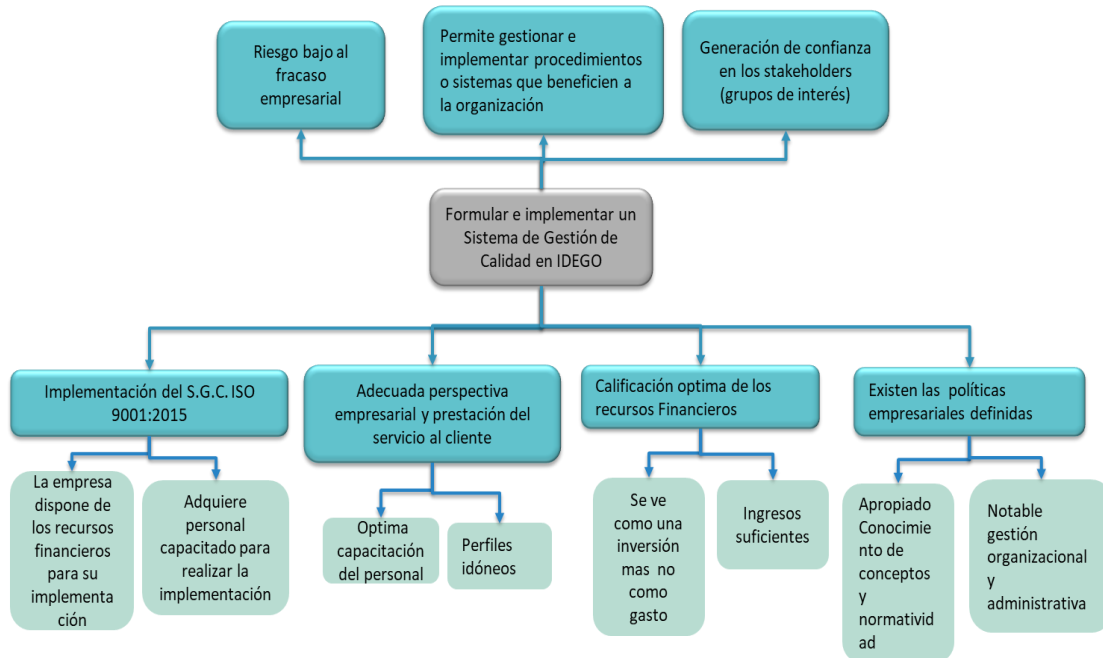 Riesgo bajo al
fracaso
empresarial
Permite gestionar e
implementar procedimientos
o sistemas que beneficien a
la organización
Generación de confianza
en los stakeholders
(grupos de interés)
Formular e implementar un
Sistema de Gestión de
Calidad en IDEGO
Implementación del S.G.C. ISO
9001:2015
Adecuada perspectiva
empresarial y prestación del
servicio al cliente
Calificación optima de los
recursos Financieros
Existen las políticas
empresariales definidas
La empresa
dispone de
los recursos
financieros
para su
implementa
ción
Adquiere
personal
capacitado para
realizar la
implementación
Optima
capacitación
del personal
Perfiles
idóneos
Se ve
como una
inversión
mas no
como
gasto
Ingresos
suficientes
Apropiado
Conocimie
nto de
conceptos
y
normativid
ad
Notable
gestión
organizacional
y
administrativa